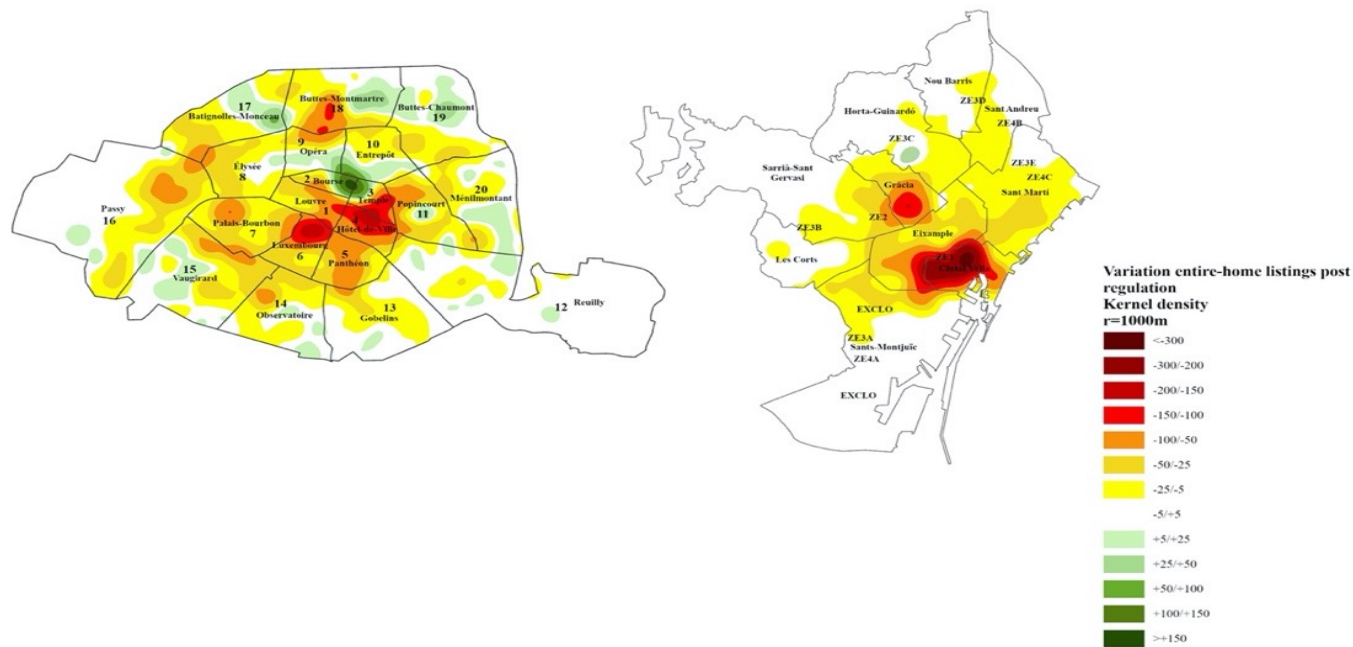 17
Batignolles-Monceau
Buttes-Montmartre
18
Buttes-Chaumont
19
9
Opéra
10
Entrepôt
Élysée
8
2 Bourse
3
Temple
Louvre
1
Popincourt
11
20
Ménilmontant
Passy
16
Palais-Bourbon
7
4
Hôtel-de-Ville
Luxembourg
6
5
Panthéon
15
Vaugirard
14
Observatoire
13
Gobelins
12
Reuilly
Nou Barris
ZE3D
Sant Andreu
ZE4B
Horta-Guinardó
ZE3C
ZE3E
ZE4C
Sant Martí
Sarrià-Sant
Gervasi
Gràcia
ZE2
ZE3B
Eixample
Les Corts
ZE1
EXCLO
ZE3A
Sants-Montjuïc
ZE4A
EXCLO
Variation entire-home listings post
regulation
Kernel density
r=1000m
<-300
-300/-200
-200/-150
-150/-100
-100/-50
-50/-25
-25/-5
-5/+5
+5/+25
+25/+50
+50/+100
+100/+150
>+150